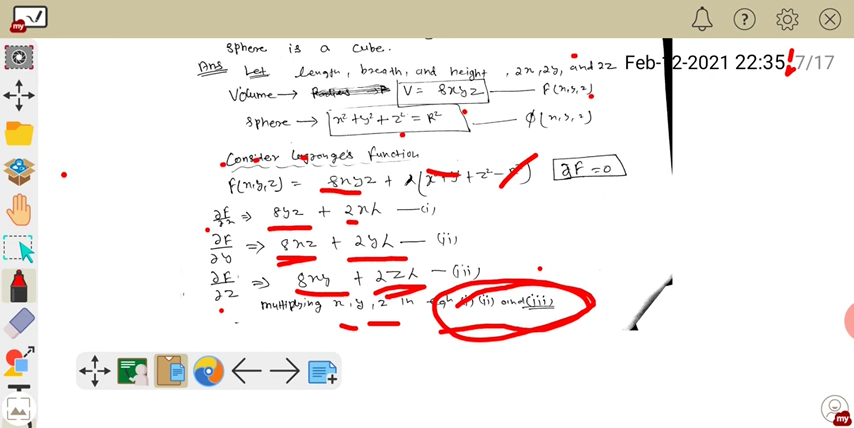 sphere is a cube.
Ans Let length, breath, and height, 2x, 2y, and 2z
Feb-12-2021 22:35 7/17
Volume → V = 8xyz — F(x,y,z)
sphere → x² + y² + z² = R² — ϕ(x,y,z)
Consider Lagrange's function
F(x,y,z) = 8xyz + λ(x² + y² + z² - R²) ∂F = 0
∂F/∂x ⇒ 8yz + 2xλ — (i)
∂F/∂y ⇒ 8xz + 2yλ — (ii)
∂F/∂z ⇒ 8xy + 2zλ — (iii)
multiplying x, y, z in eqn (i) (ii) and (iii)
my
my